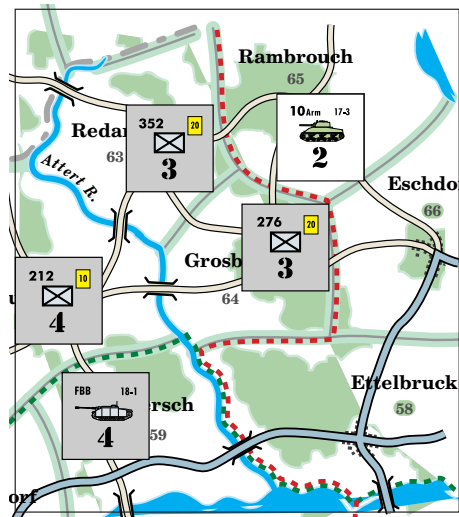 Rambrouch
65
10Arm 17-3
2
352 20
3
Redan
63
Attert R.
Eschdo
66
276 20
3
Grosb
64
212 10
4
u
Ettelbruck
58
FBB 18-1
4
ersch
59
orf